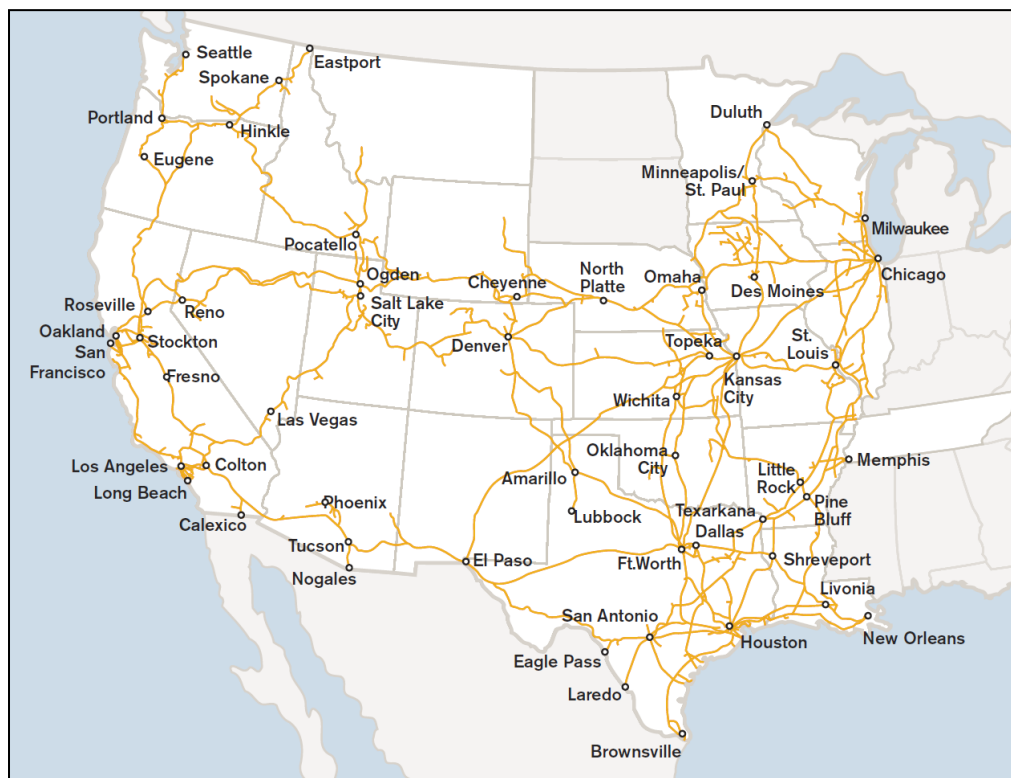 Seattle
Eastport
Spokane
Duluth
Portland
Hinkle
Eugene
Minneapolis/
St. Paul
Milwaukee
Pocatello
Ogden
Cheyenne
North
Platte
Omaha
Chicago
Des Moines
Salt Lake
City
Roseville
Reno
Oakland
San
Francisco
Stockton
Denver
Topeka
St.
Louis
Fresno
Kansas
City
Wichita
Las Vegas
Oklahoma
City
Los Angeles
Colton
Memphis
Little
Rock
Amarillo
Long Beach
Phoenix
Pine
Bluff
Lubbock
Texarkana
Calexico
Dallas
Tucson
El Paso
Ft.Worth
Shreveport
Nogales
Livonia
San Antonio
Houston
New Orleans
Eagle Pass
Laredo
Brownsville